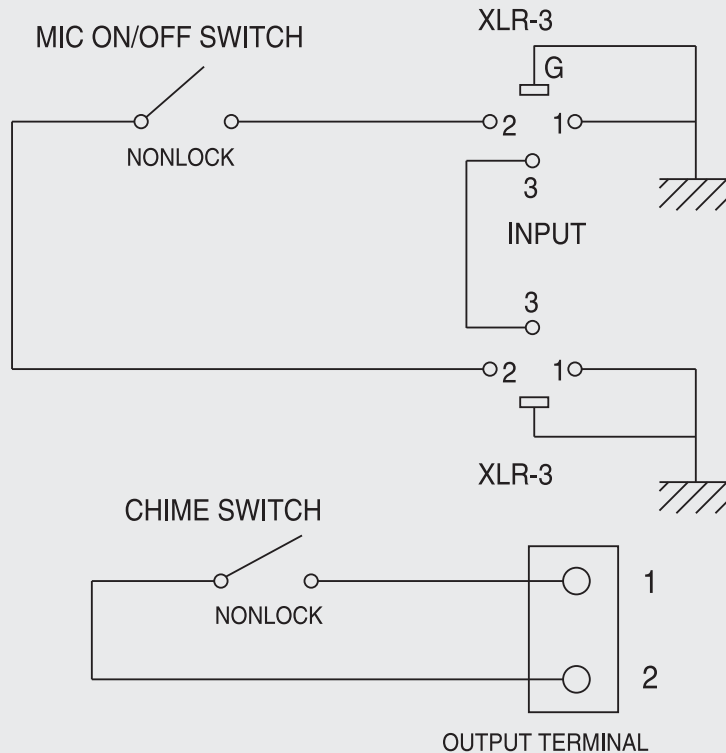 XLR-3
MIC ON/OFF SWITCH
G
2 1
NONLOCK
3
INPUT
3
2 1
XLR-3
CHIME SWITCH
1
NONLOCK
2
OUTPUT TERMINAL